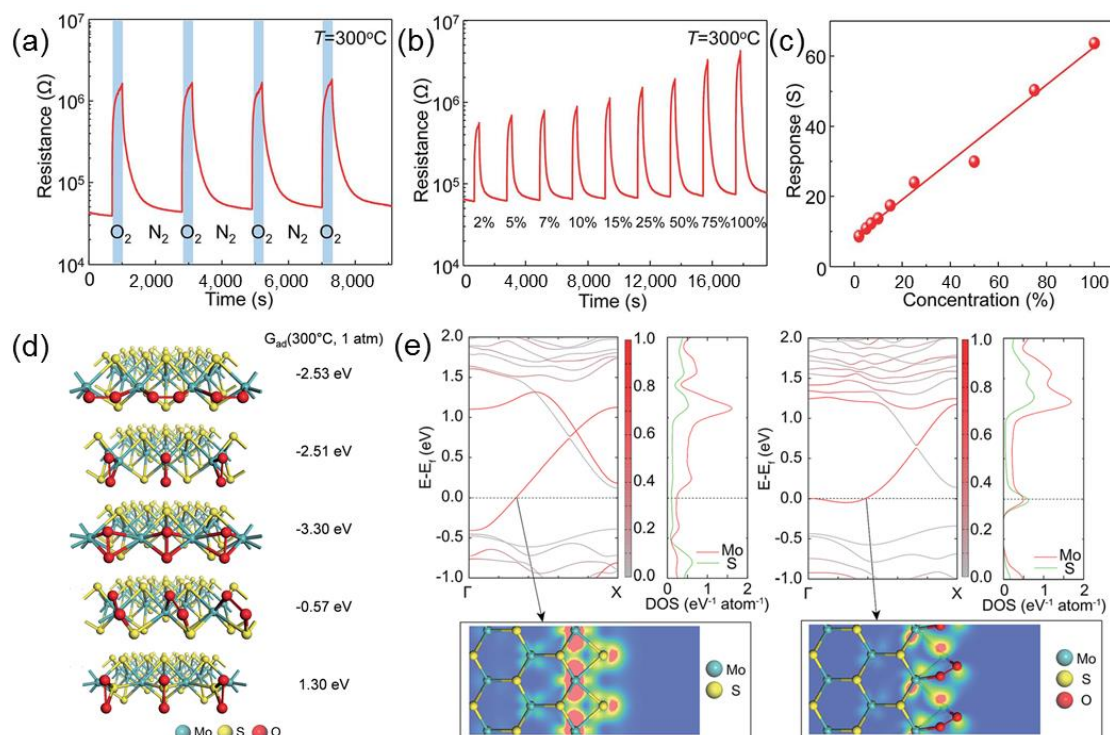 (a)
T=300°C
Resistance (Ω)
10⁷
10⁶
10⁵
10⁴
O₂ N₂ O₂ N₂ O₂ N₂ O₂
0 2,000 4,000 6,000 8,000
Time (s)
(b)
T=300°C
Resistance (Ω)
10⁷
10⁶
10⁵
10⁴
2% 5% 7% 10% 15% 25% 50% 75% 100%
0 4,000 8,000 12,000 16,000
Time (s)
(c)
Response (S)
60
40
20
0
0 20 40 60 80 100
Concentration (%)
(d)
G_ad(300°C, 1 atm)
-2.53 eV
-2.51 eV
-3.30 eV
-0.57 eV
1.30 eV
Mo S O
(e)
E-E_f (eV)
2.0
1.5
1.0
0.5
0.0
-0.5
-1.0
Γ X
1.0
0.8
0.6
0.4
0.2
0.0
Mo
S
0 1 2
DOS (eV⁻¹ atom⁻¹)
Mo
S
E-E_f (eV)
2.0
1.5
1.0
0.5
0.0
-0.5
-1.0
Γ X
1.0
0.8
0.6
0.4
0.2
0.0
Mo
S
0 1 2
DOS (eV⁻¹ atom⁻¹)
Mo
S
O